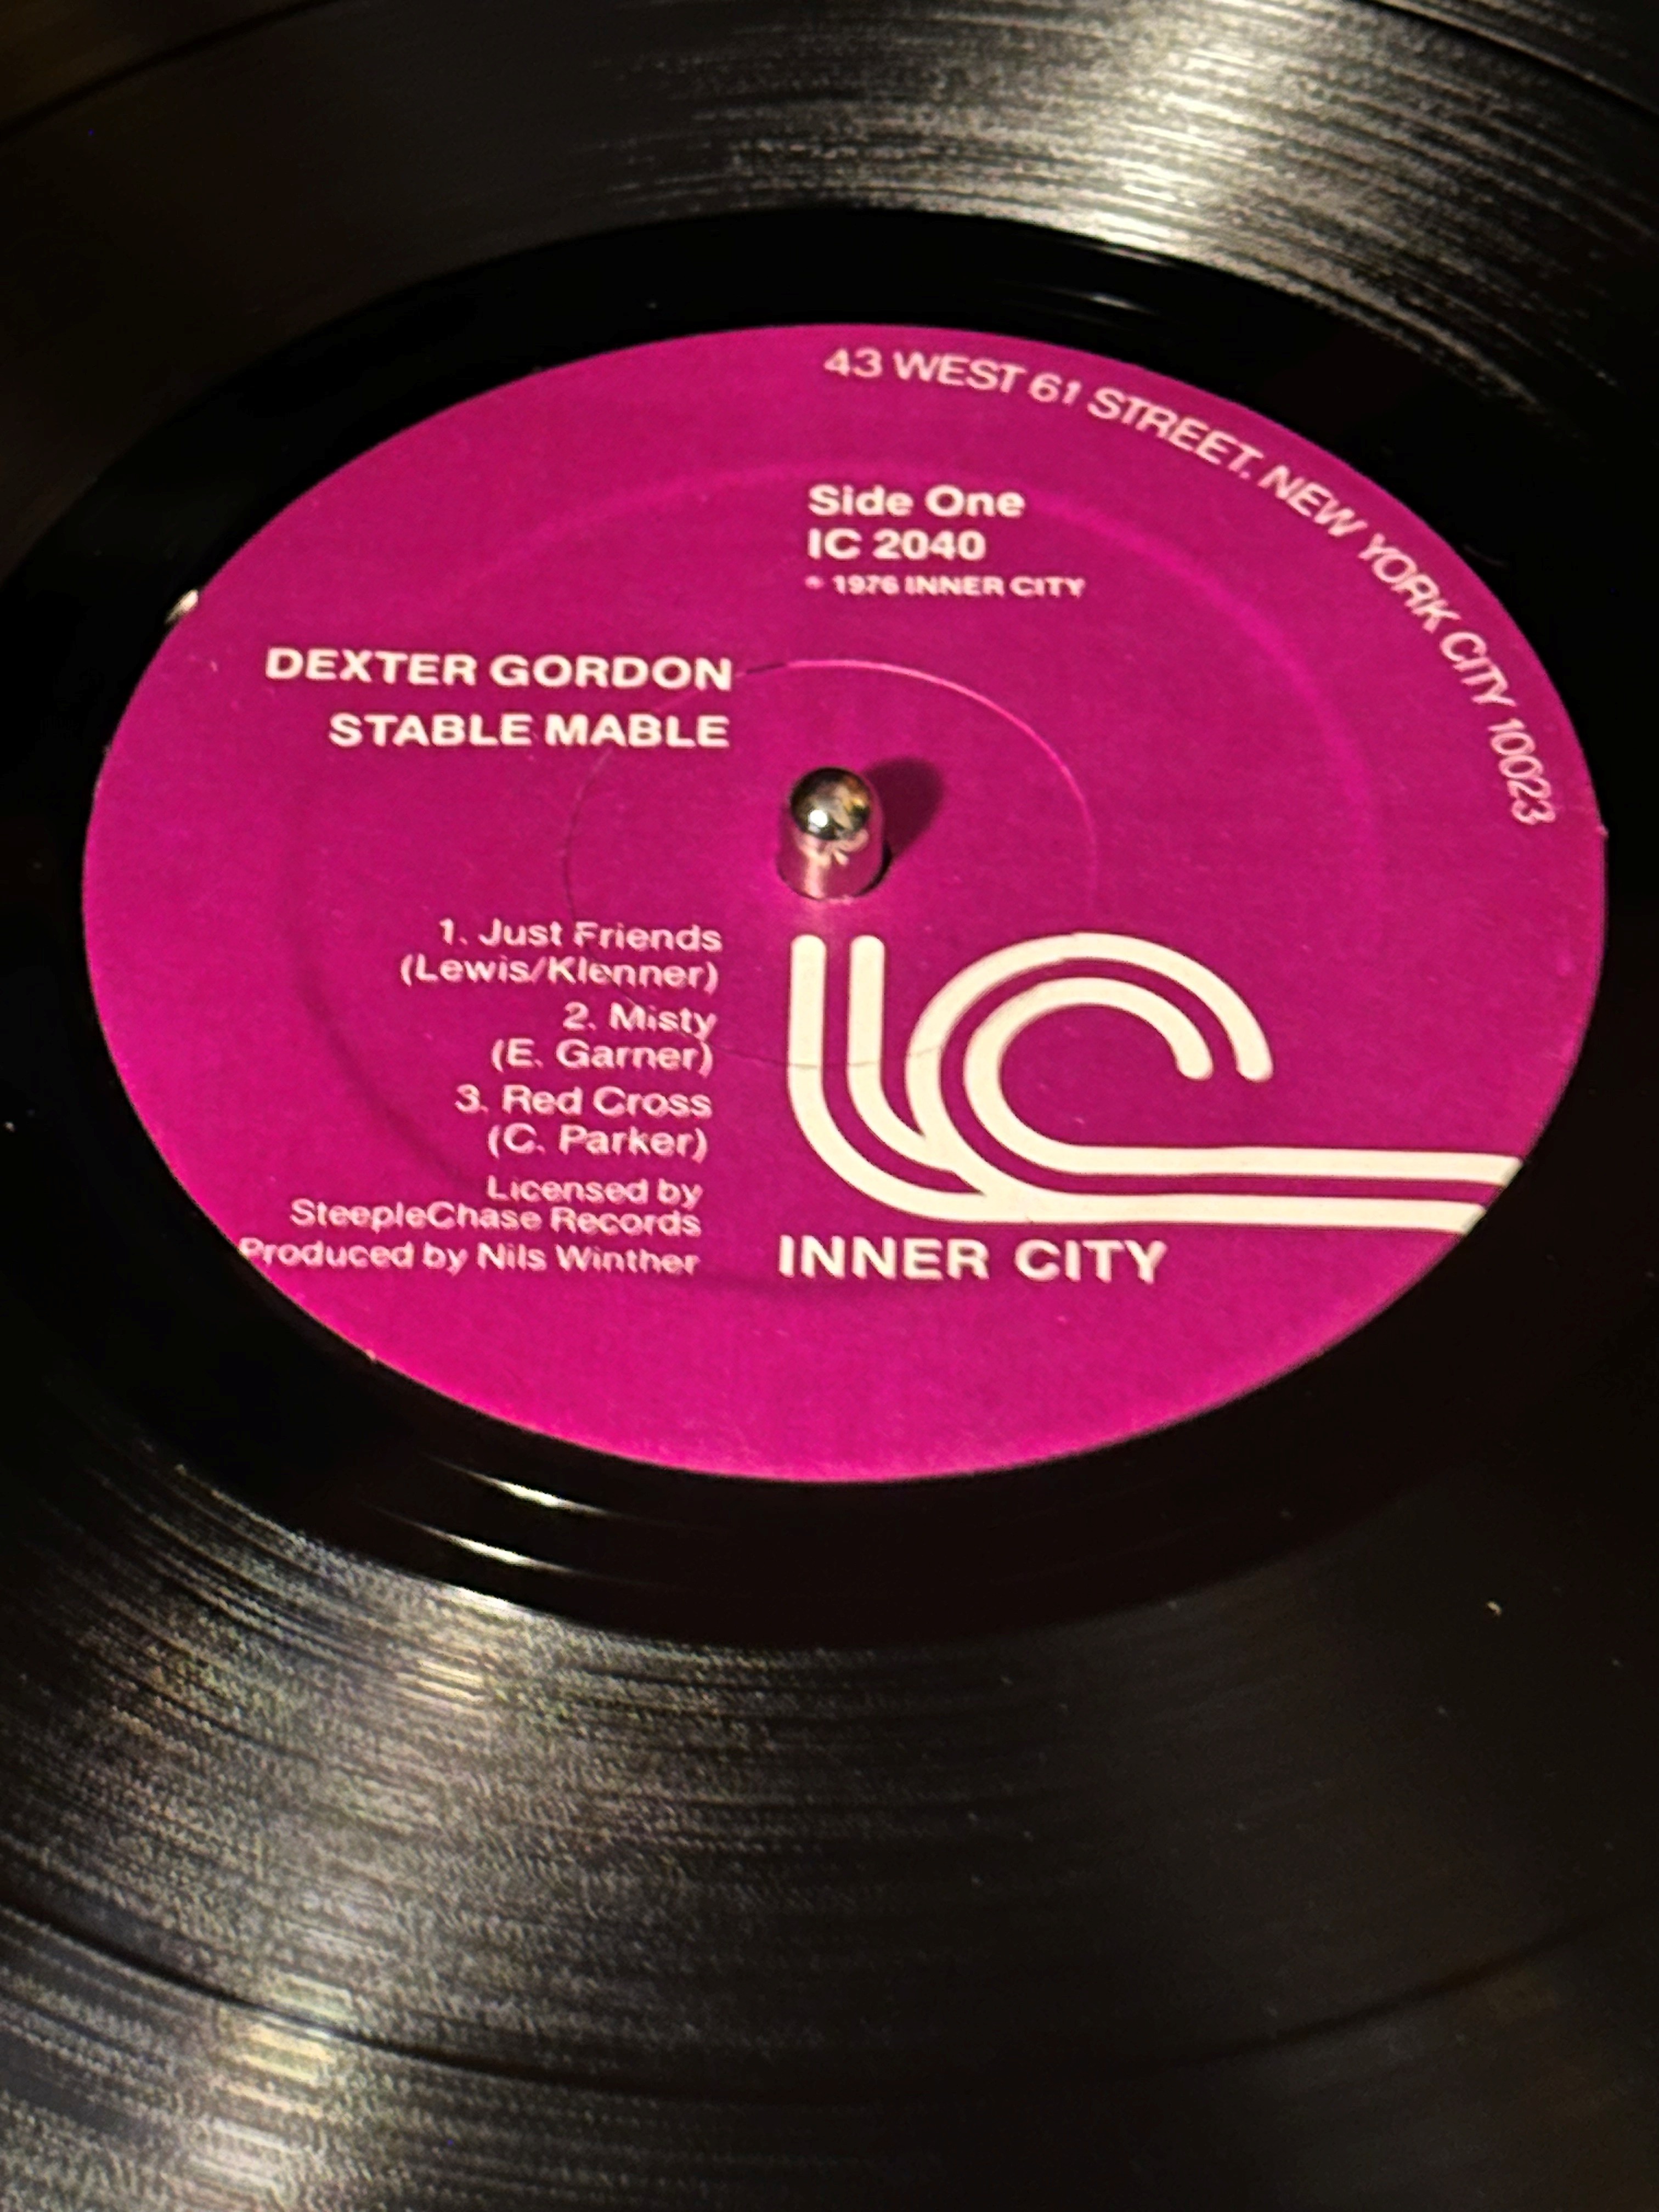 43 WEST 61 STREET. NEW YORK CITY 10023
Side One
IC 2040
℗ 1976 INNER CITY
DEXTER GORDON
STABLE MABLE
1. Just Friends
(Lewis/Klenner)
2. Misty
(E. Garner)
3. Red Cross
(C. Parker)
Licensed by
SteepleChase Records
Produced by Nils Winther
IC
INNER CITY